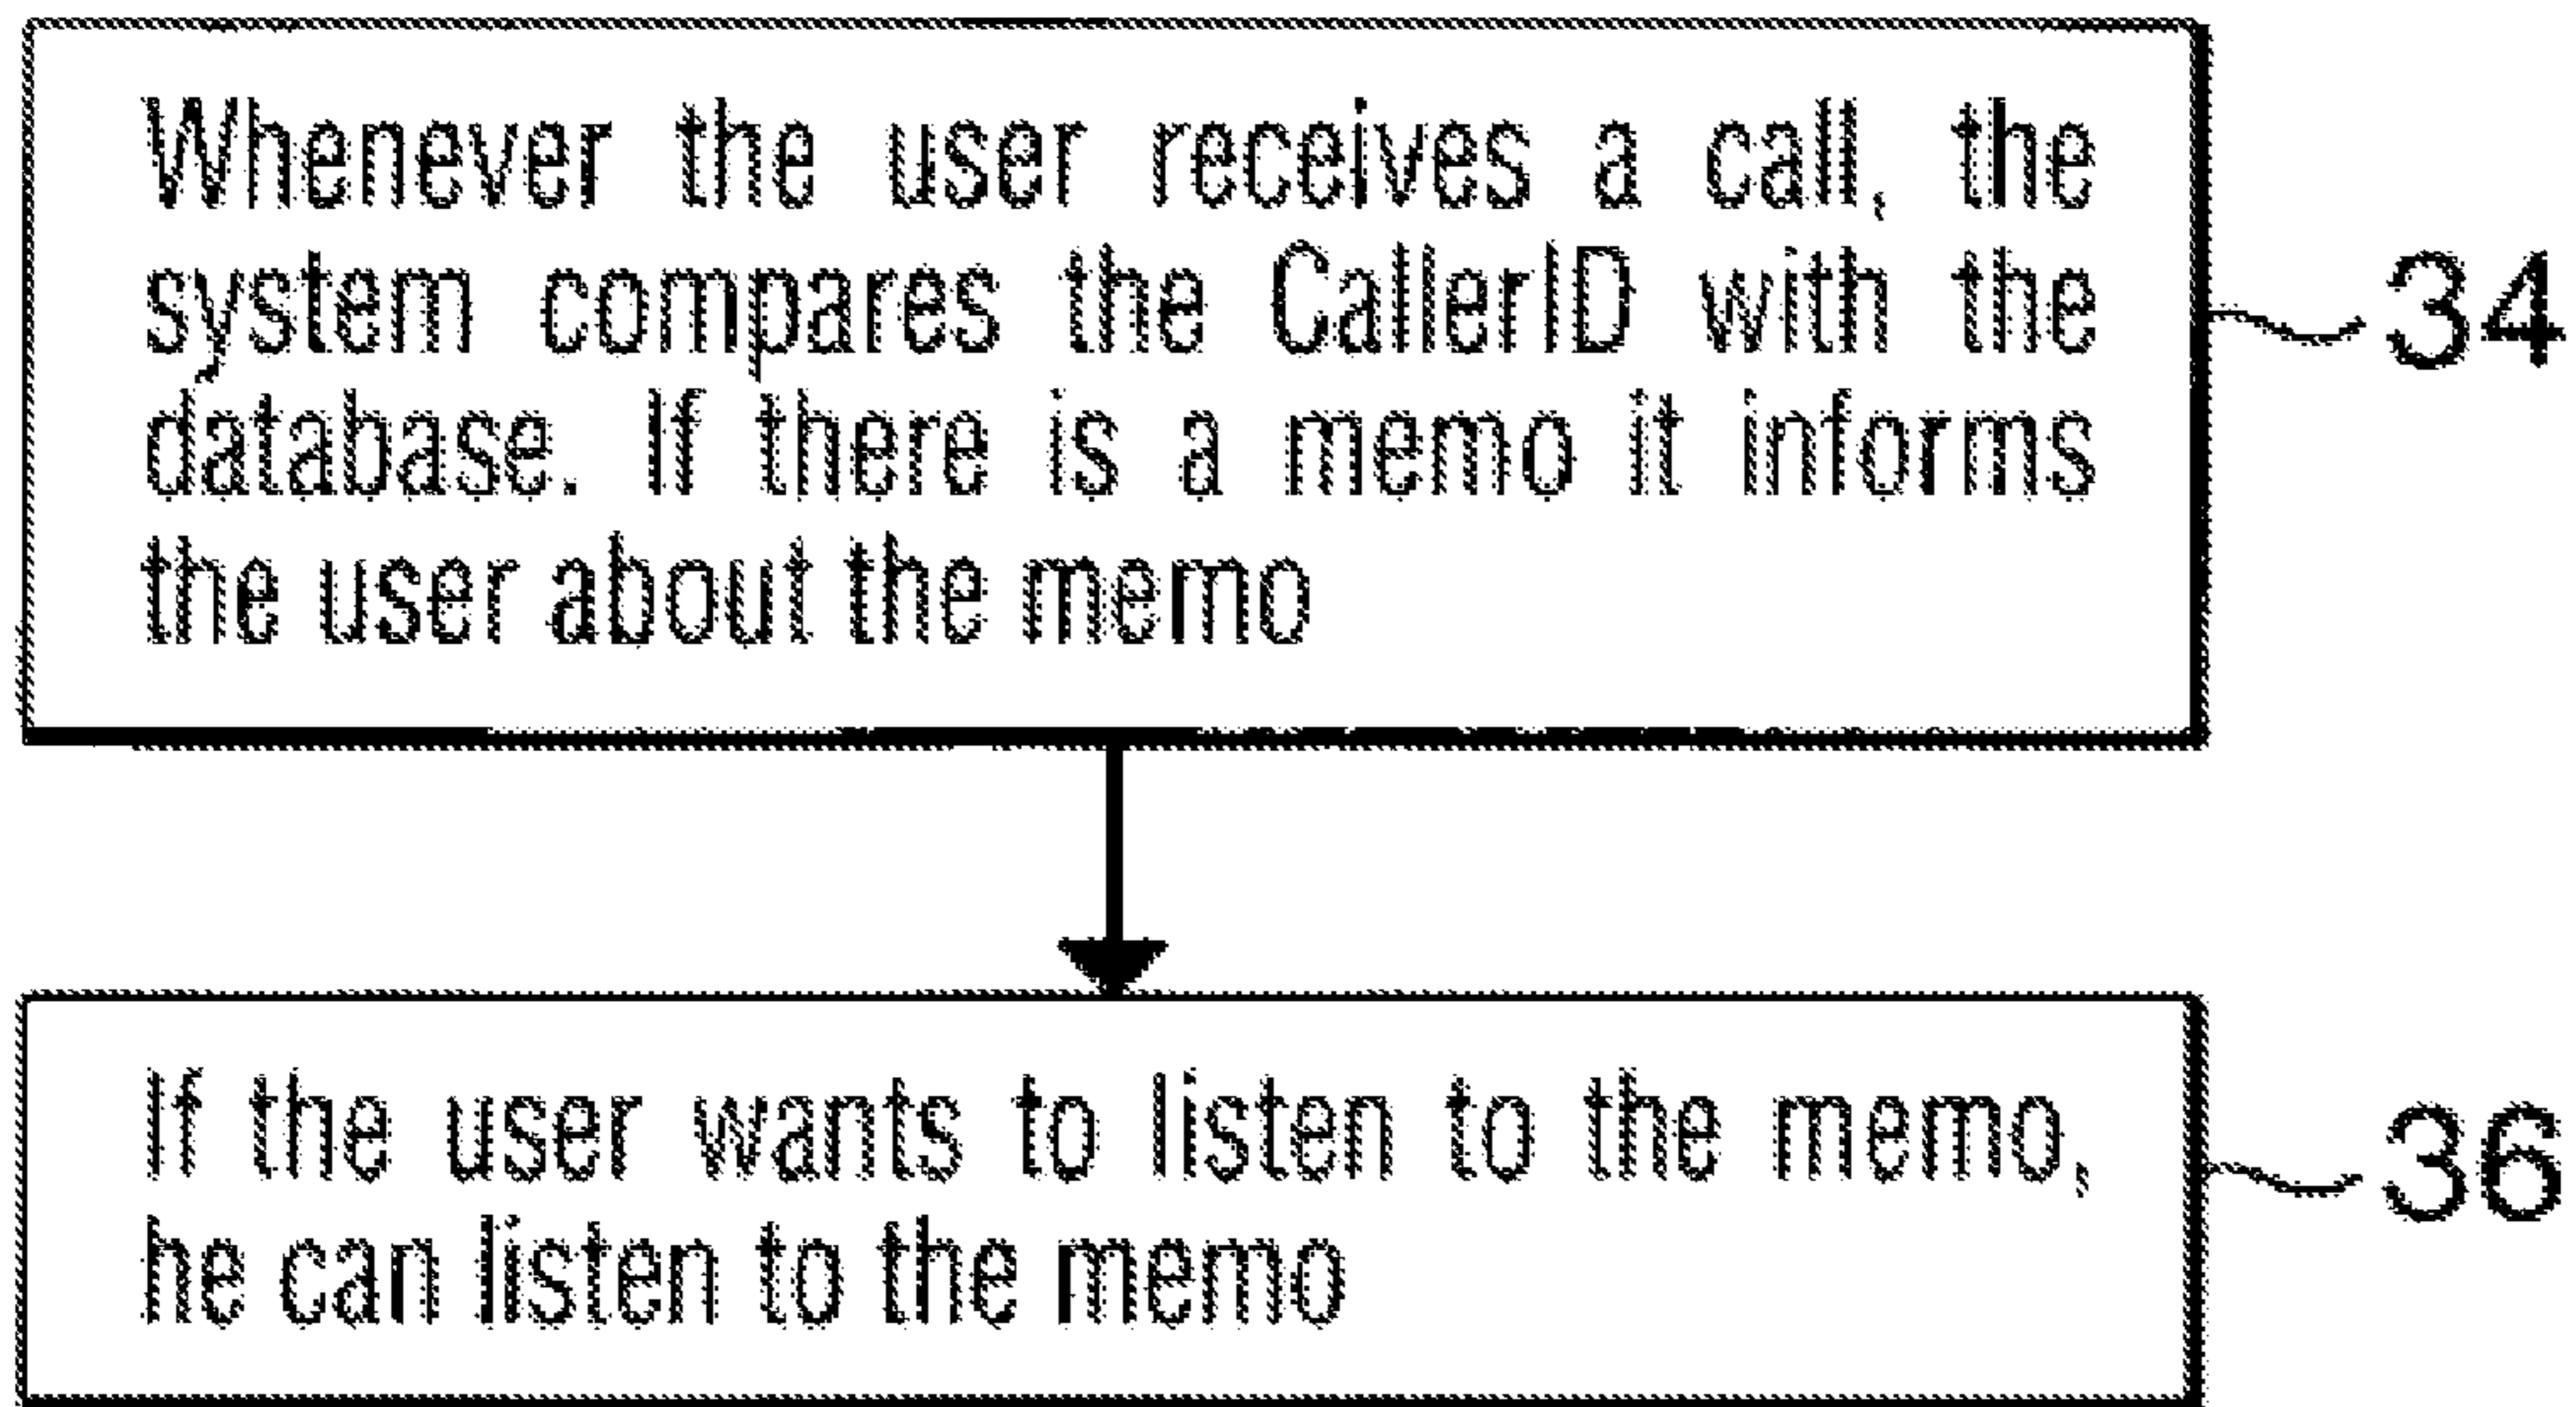 Whenever the user receives a call, the
system compares the CallerID with the
database. If there is a memo it informs
the user about the memo
34
If the user wants to listen to the memo,
he can listen to the memo
36